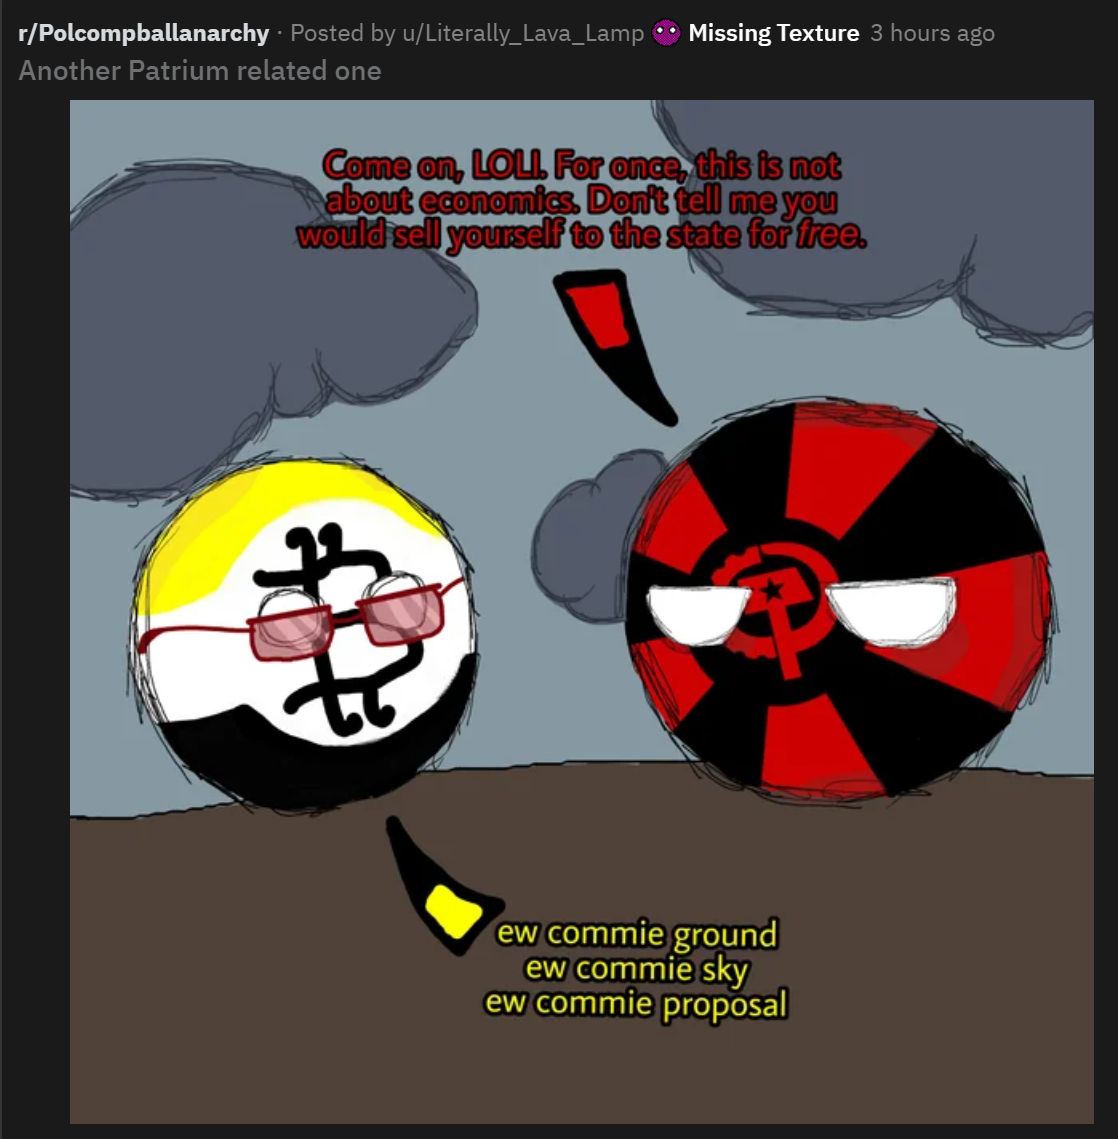 r/Polcompballanarchy · Posted by u/Literally_Lava_Lamp Missing Texture 3 hours ago
Another Patrium related one
Come on, LOLI. For once, this is not
about economics. Don't tell me you
would sell yourself to the state for free.
ew commie ground
ew commie sky
ew commie proposal